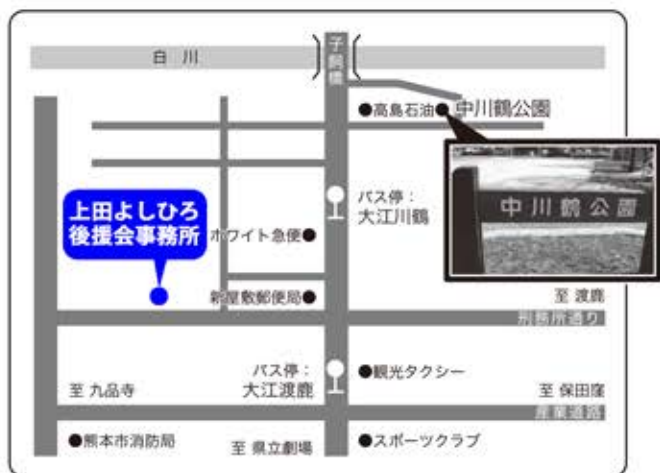 白川
子飼橋
●高島石油●中川鶴公園
中川鶴公園
バス停：
大江川鶴
上田よしひろ
後援会事務所
ホワイト急便●
新屋敷郵便局●
至 渡鹿
刑務所通り
バス停：
大江渡鹿
●観光タクシー
至 九品寺
至 保田窪
産業道路
●熊本市消防局
至 県立劇場
●スポーツクラブ